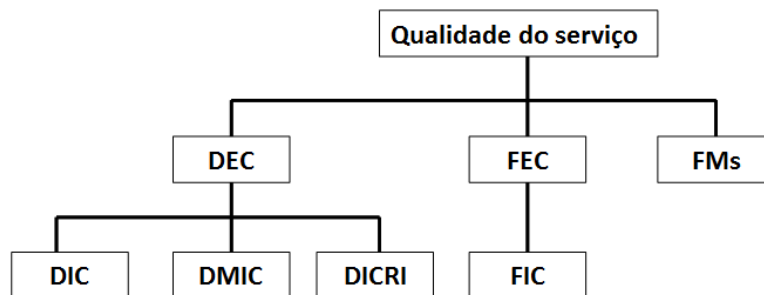 Qualidade do serviço
DEC
FEC
FMs
DIC
DMIC
DICRI
FIC